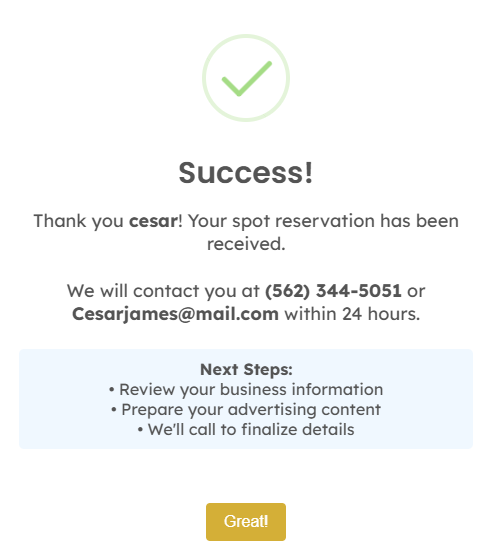 Success!
Thank you cesar! Your spot reservation has been
received.
We will contact you at (562) 344-5051 or
Cesarjames@mail.com within 24 hours.
Next Steps:
• Review your business information
• Prepare your advertising content
• We'll call to finalize details
Great!